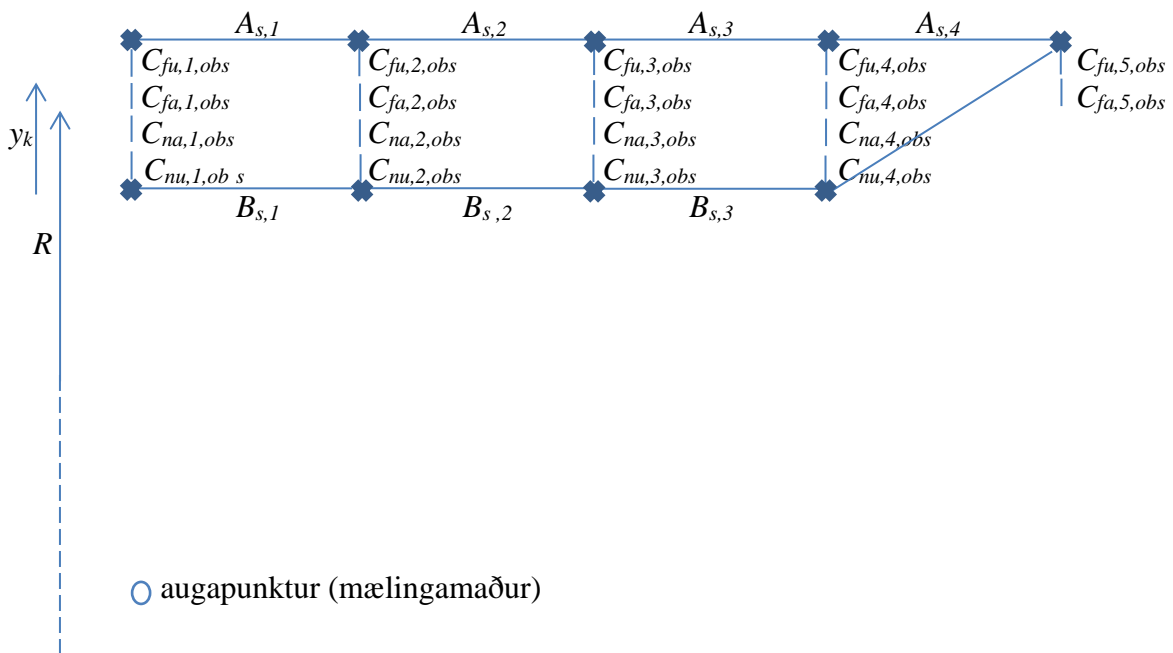 A_{s,1} A_{s,2} A_{s,3} A_{s,4}
C_{fu,1,obs} C_{fu,2,obs} C_{fu,3,obs} C_{fu,4,obs} C_{fu,5,obs}
C_{fa,1,obs} C_{fa,2,obs} C_{fa,3,obs} C_{fa,4,obs} C_{fa,5,obs}
y_k C_{na,1,obs} C_{na,2,obs} C_{na,3,obs} C_{na,4,obs}
C_{nu,1,ob s} C_{nu,2,obs} C_{nu,3,obs} C_{nu,4,obs}
B_{s,1} B_{s ,2} B_{s,3}
R
augapunktur (mælingamaður)